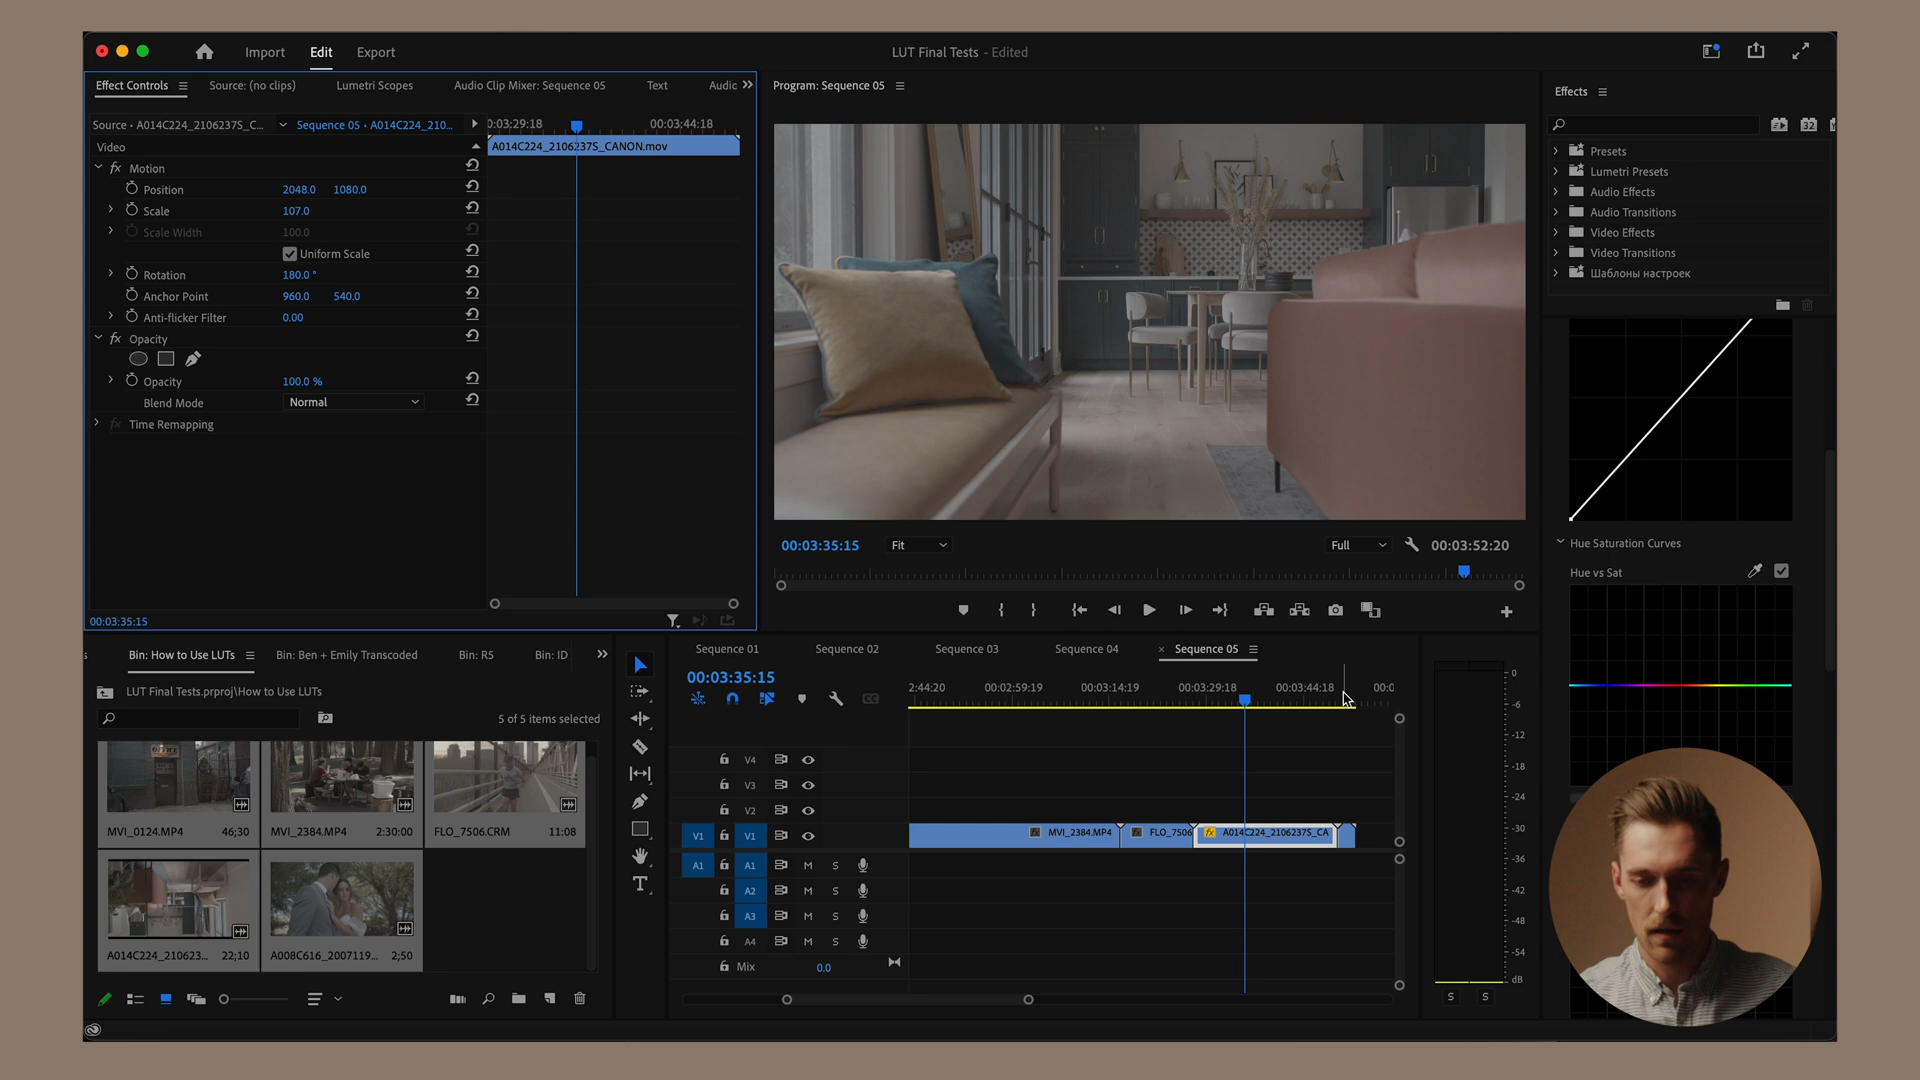 Import Edit Export
LUT Final Tests - Edited
Effect Controls Source: (no clips) Lumetri Scopes Audio Clip Mixer: Sequence 05 Text Audic
Source • A014C224_2106237S_C... Sequence 05 • A014C224_210...
0:03:29:18 00:03:44:18
Video
A014C224_2106237S_CANON.mov
fx Motion
Position 2048.0 1080.0
Scale 107.0
Scale Width 100.0
Uniform Scale
Rotation 180.0 °
Anchor Point 960.0 540.0
Anti-flicker Filter 0.00
fx Opacity
Opacity 100.0 %
Blend Mode Normal
fx Time Remapping
00:03:35:15
Program: Sequence 05
00:03:35:15 Fit Full 00:03:52:20
Effects
32
Presets
Lumetri Presets
Audio Effects
Audio Transitions
Video Effects
Video Transitions
Шаблоны настроек
Hue Saturation Curves
Hue vs Sat
s Bin: How to Use LUTs Bin: Ben + Emily Transcoded Bin: R5 Bin: ID
LUT Final Tests.prproj\How to Use LUTs
5 of 5 items selected
OFFICE
MVI_0124.MP4 46;30
MVI_2384.MP4 2:30:00
FLO_7506.CRM 11:08
A014C224_210623... 22;10
A008C616_2007119... 2;50
T
Sequence 01 Sequence 02 Sequence 03 Sequence 04 × Sequence 05
00:03:35:15
2:44:20 00:02:59:19 00:03:14:19 00:03:29:18 00:03:44:18 00:0
CC
V4
V3
V2
V1 V1
fx MVI_2384.MP4 fx FLO_7506 fx A014C224_2106237S_CA
A1 A1 M S
A2 M S
A3 M S
A4 M S
Mix 0.0
0
-6
-12
-18
-24
-30
-36
-42
-48
-54
dB
S S